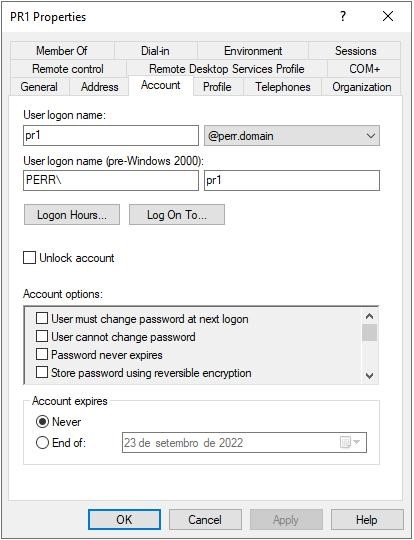 PR1 Properties ?
Member Of Dial-in Environment Sessions
Remote control Remote Desktop Services Profile COM+
General Address Account Profile Telephones Organization
User logon name:
pr1 @perr.domain
User logon name (pre-Windows 2000):
PERR\ pr1
Logon Hours... Log On To...
Unlock account
Account options:
User must change password at next logon
User cannot change password
Password never expires
Store password using reversible encryption
Account expires
Never
End of: 23 de setembro de 2022
OK Cancel Apply Help